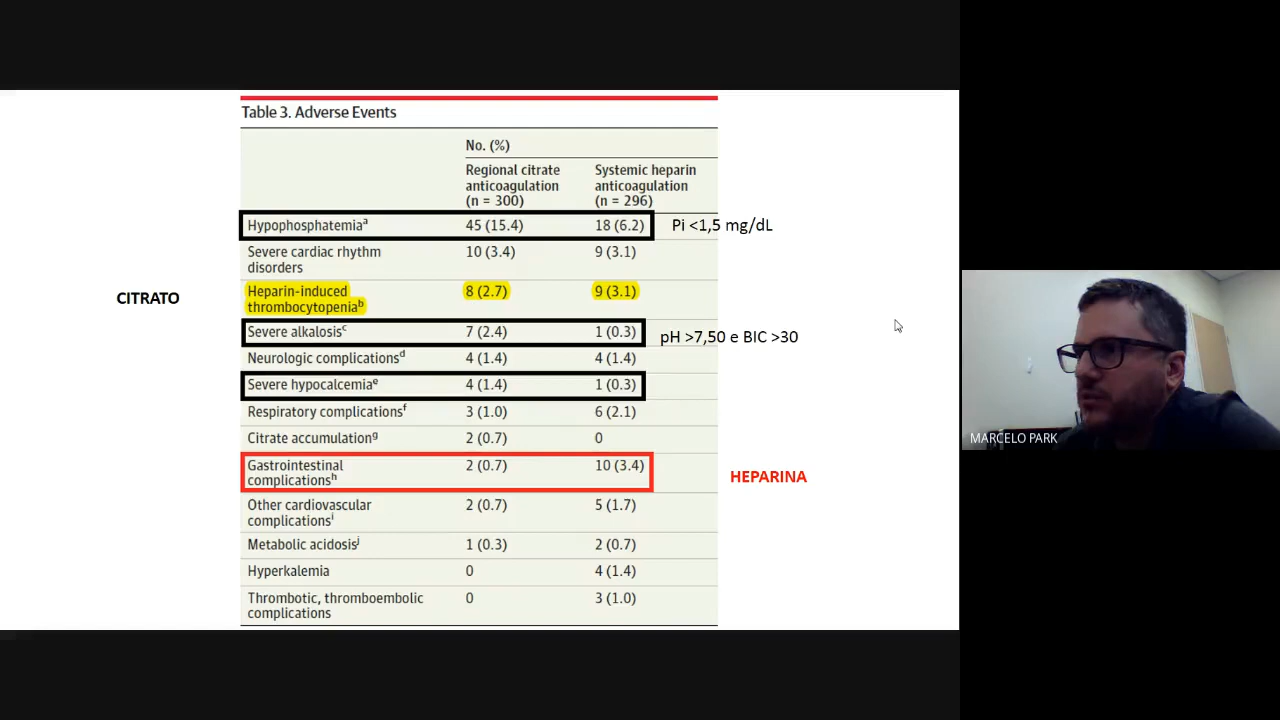 Table 3. Adverse Events
No. (%)
Regional citrate anticoagulation (n = 300)
Systemic heparin anticoagulation (n = 296)
Hypophosphatemiaᵃ 45 (15.4) 18 (6.2) Pi <1,5 mg/dL
Severe cardiac rhythm disorders 10 (3.4) 9 (3.1)
CITRATO
Heparin-induced thrombocytopeniaᵇ 8 (2.7) 9 (3.1)
Severe alkalosisᶜ 7 (2.4) 1 (0.3) pH >7,50 e BIC >30
Neurologic complicationsᵈ 4 (1.4) 4 (1.4)
Severe hypocalcemiaᵉ 4 (1.4) 1 (0.3)
Respiratory complicationsᶠ 3 (1.0) 6 (2.1)
Citrate accumulationᵍ 2 (0.7) 0
Gastrointestinal complicationsʰ 2 (0.7) 10 (3.4) HEPARINA
Other cardiovascular complicationsⁱ 2 (0.7) 5 (1.7)
Metabolic acidosisʲ 1 (0.3) 2 (0.7)
Hyperkalemia 0 4 (1.4)
Thrombotic, thromboembolic complications 0 3 (1.0)
MARCELO PARK